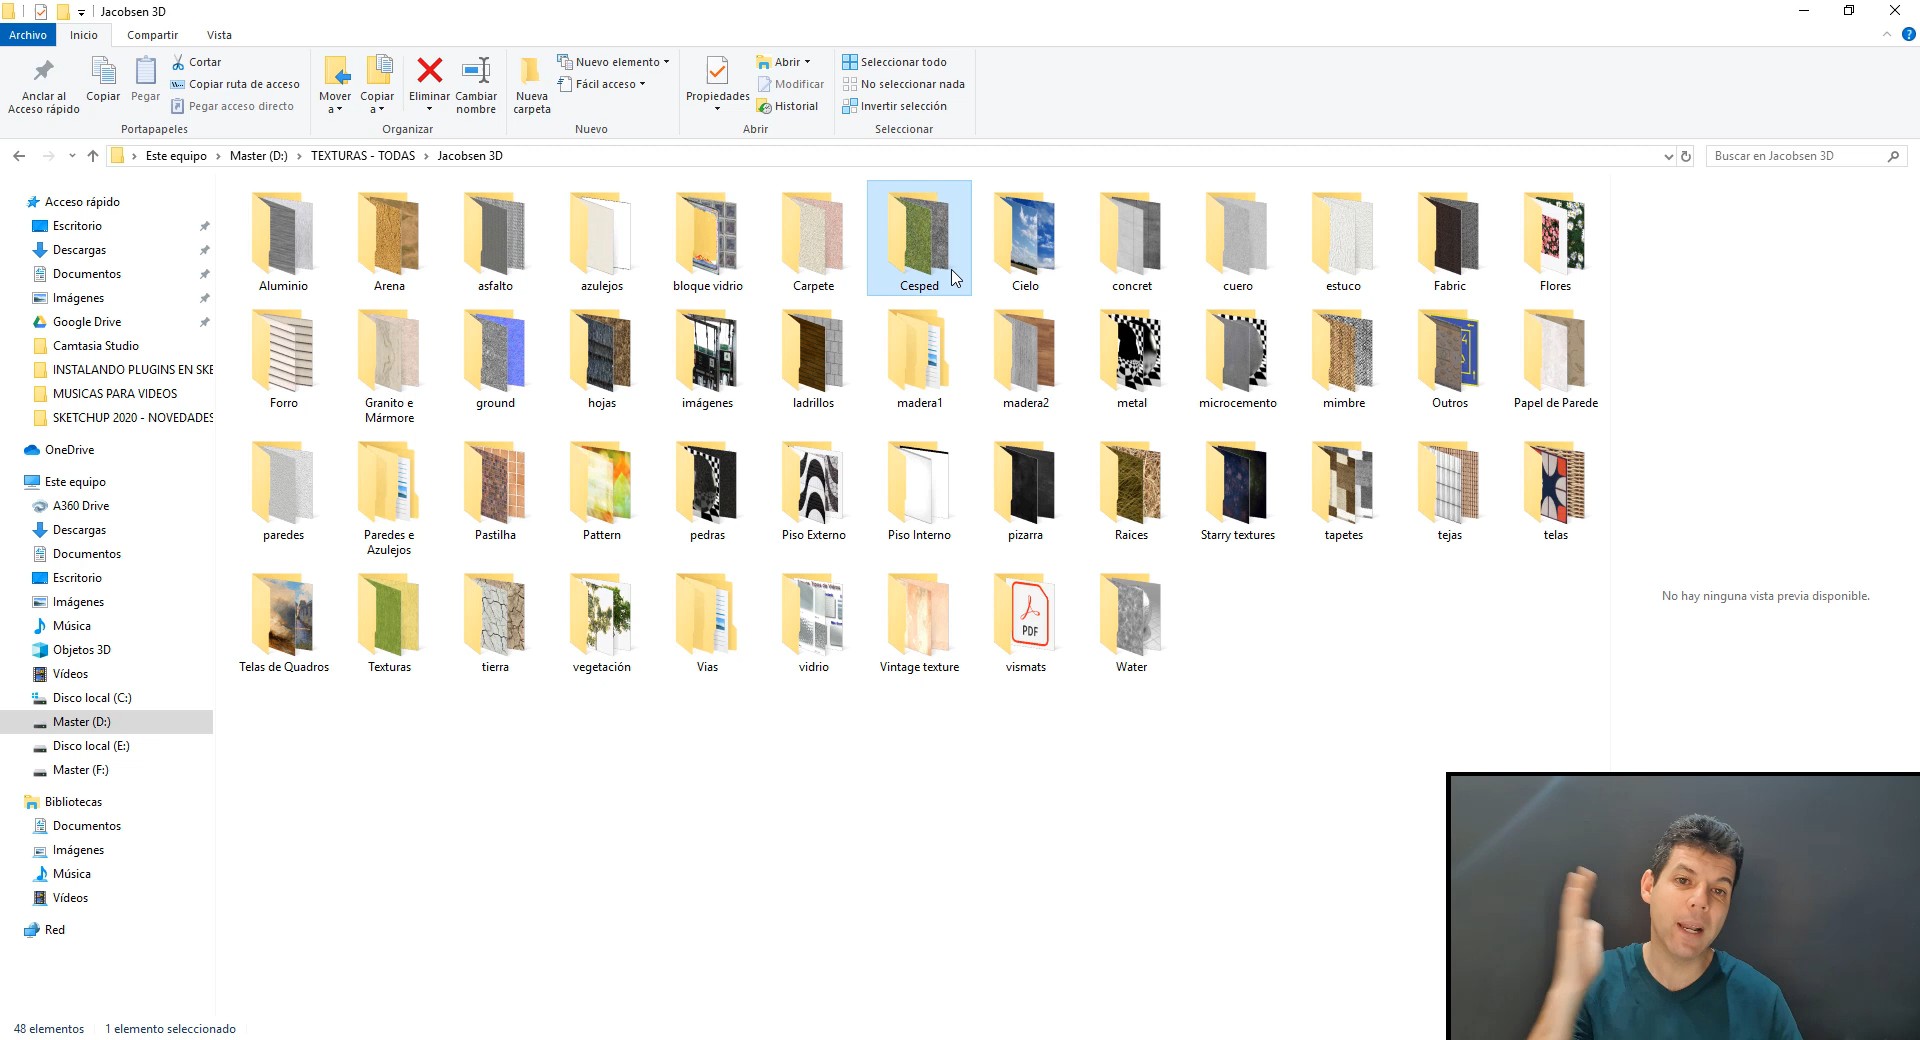 Jacobsen 3D
Archivo
Inicio
Compartir
Vista
Anclar al
Acceso rápido
Copiar
Pegar
Cortar
Copiar ruta de acceso
Pegar acceso directo
Portapapeles
Mover
a
Copiar
a
Eliminar
Cambiar
nombre
Organizar
Nueva
carpeta
Nuevo elemento
Fácil acceso
Nuevo
Propiedades
Abrir
Modificar
Historial
Abrir
Seleccionar todo
No seleccionar nada
Invertir selección
Seleccionar
Este equipo › Master (D:) › TEXTURAS - TODAS › Jacobsen 3D
Buscar en Jacobsen 3D
Acceso rápido
Escritorio
Descargas
Documentos
Imágenes
Google Drive
Camtasia Studio
INSTALANDO PLUGINS EN SKE
MUSICAS PARA VIDEOS
SKETCHUP 2020 - NOVEDADES
OneDrive
Este equipo
A360 Drive
Descargas
Documentos
Escritorio
Imágenes
Música
Objetos 3D
Vídeos
Disco local (C:)
Master (D:)
Disco local (E:)
Master (F:)
Bibliotecas
Documentos
Imágenes
Música
Vídeos
Red
Aluminio
Arena
asfalto
azulejos
bloque vidrio
Carpete
Cesped
Cielo
concret
cuero
estuco
Fabric
Flores
Forro
Granito e
Mármore
ground
hojas
imágenes
ladrillos
madera1
madera2
metal
microcemento
mimbre
Outros
Papel de Parede
paredes
Paredes e
Azulejos
Pastilha
Pattern
pedras
Piso Externo
Piso Interno
pizarra
Raices
Starry textures
tapetes
tejas
telas
Telas de Quadros
Texturas
tierra
vegetación
Vias
vidrio
Vintage texture
PDF
vismats
Water
No hay ninguna vista previa disponible.
48 elementos
1 elemento seleccionado